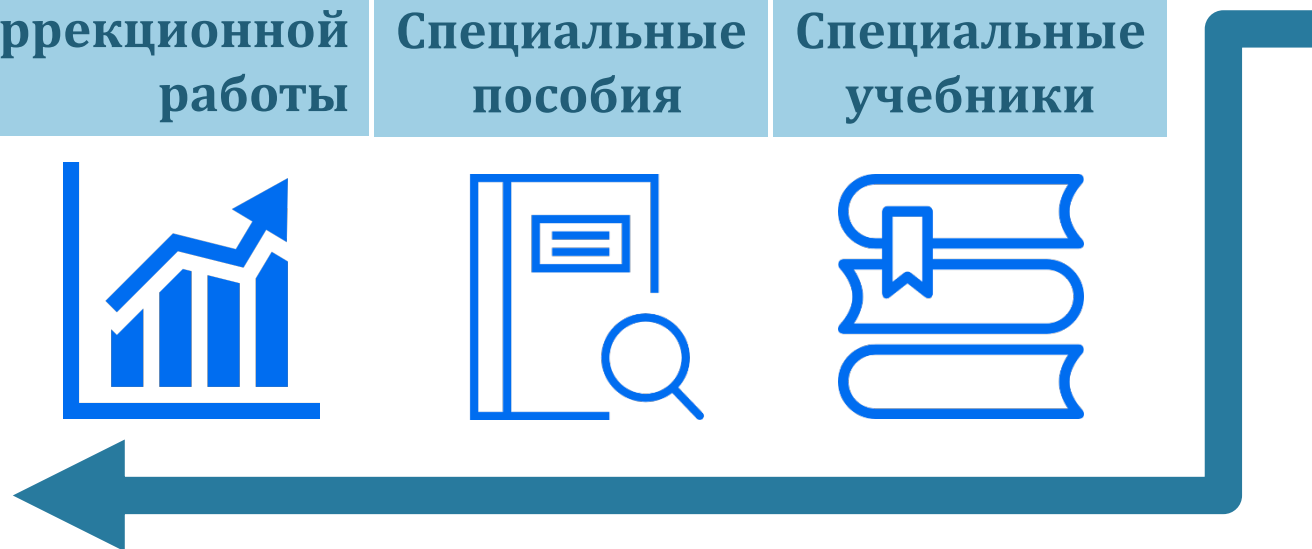 ррекционной
работы
Специальные
пособия
Специальные
учебники